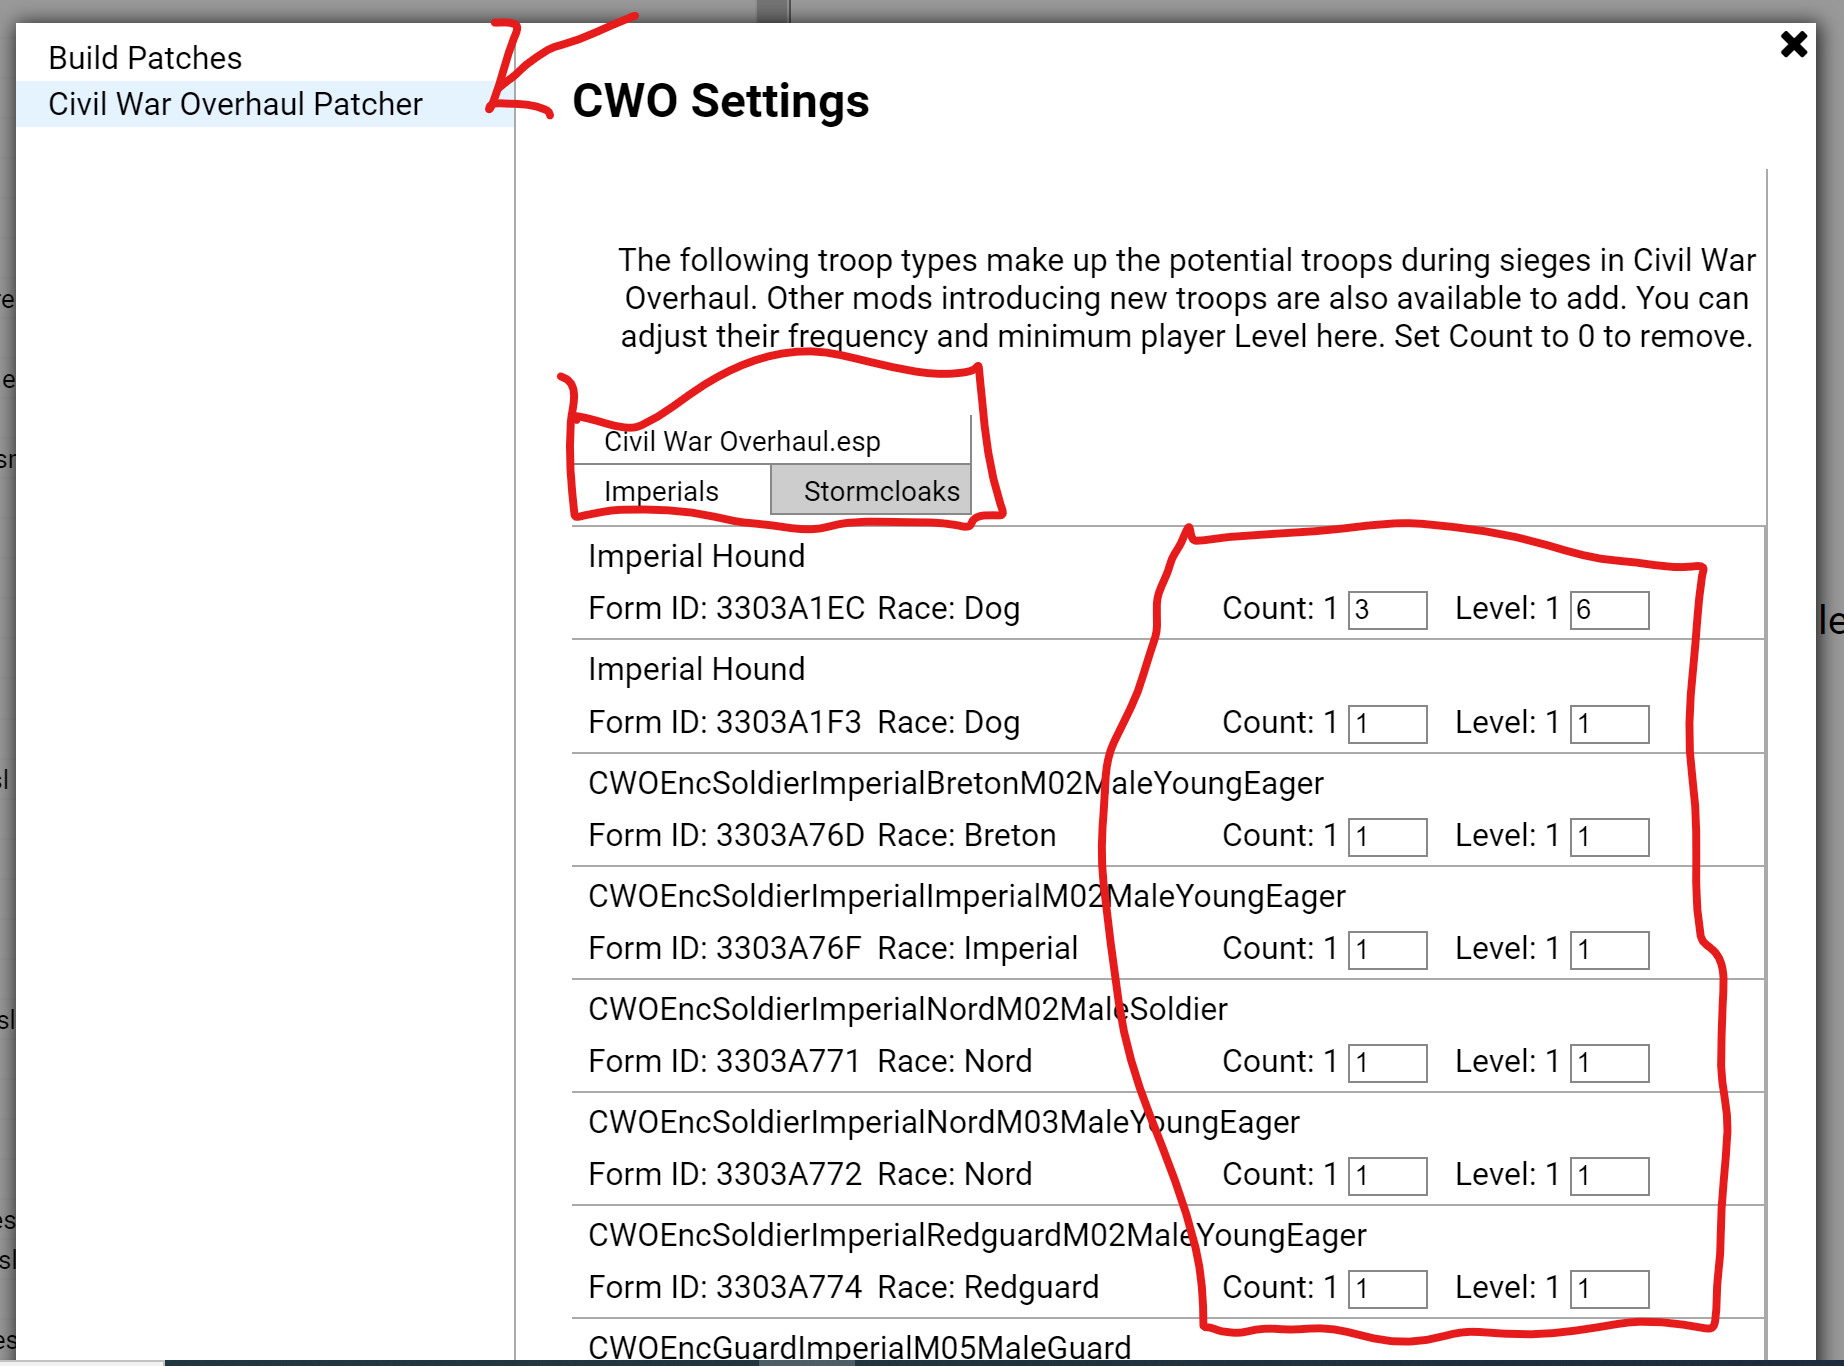 Build Patches
Civil War Overhaul Patcher
CWO Settings
The following troop types make up the potential troops during sieges in Civil War
Overhaul. Other mods introducing new troops are also available to add. You can
adjust their frequency and minimum player Level here. Set Count to 0 to remove.
Civil War Overhaul.esp
Imperials Stormcloaks
Imperial Hound
Form ID: 3303A1EC Race: Dog Count: 1 3 Level: 1 6
Imperial Hound
Form ID: 3303A1F3 Race: Dog Count: 1 1 Level: 1 1
CWOEncSoldierImperialBretonM02MaleYoungEager
Form ID: 3303A76D Race: Breton Count: 1 1 Level: 1 1
CWOEncSoldierImperialImperialM02MaleYoungEager
Form ID: 3303A76F Race: Imperial Count: 1 1 Level: 1 1
CWOEncSoldierImperialNordM02MaleSoldier
Form ID: 3303A771 Race: Nord Count: 1 1 Level: 1 1
CWOEncSoldierImperialNordM03MaleYoungEager
Form ID: 3303A772 Race: Nord Count: 1 1 Level: 1 1
CWOEncSoldierImperialRedguardM02MaleYoungEager
Form ID: 3303A774 Race: Redguard Count: 1 1 Level: 1 1
CWOEncGuardImperialM05MaleGuard